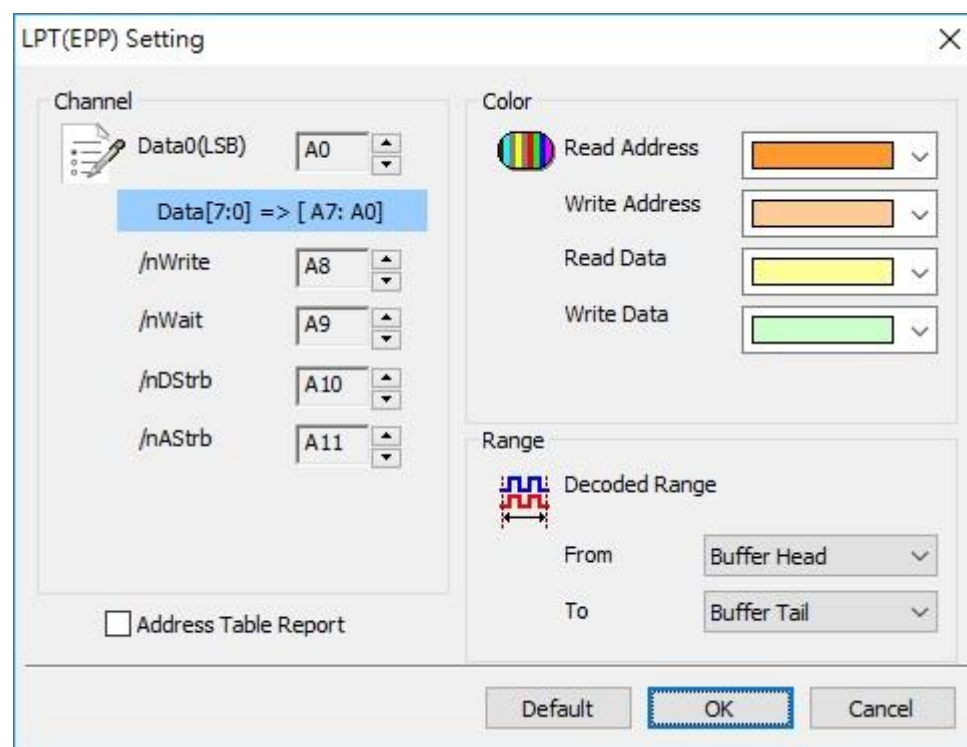 LPT(EPP) Setting
Channel
Data0(LSB) A0
Data[7:0] => [ A7: A0]
/nWrite A8
/nWait A9
/nDStrb A10
/nAStrb A11
Address Table Report
Color
Read Address
Write Address
Read Data
Write Data
Range
Decoded Range
From Buffer Head
To Buffer Tail
Default OK Cancel